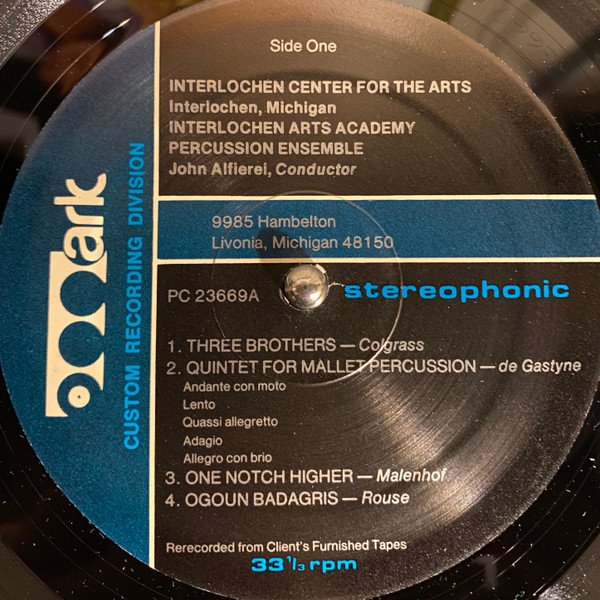 Side One
INTERLOCHEN CENTER FOR THE ARTS
Interlochen, Michigan
INTERLOCHEN ARTS ACADEMY
PERCUSSION ENSEMBLE
John Alfierei, Conductor
9985 Hambelton
Livonia, Michigan 48150
PC 23669A
stereophonic
1. THREE BROTHERS — Colgrass
2. QUINTET FOR MALLET PERCUSSION — de Gastyne
Andante con moto
Lento
Quassi allegretto
Adagio
Allegro con brio
3. ONE NOTCH HIGHER — Malenhof
4. OGOUN BADAGRIS — Rouse
Rerecorded from Client's Furnished Tapes
33 1/3 rpm
CUSTOM RECORDING DIVISION